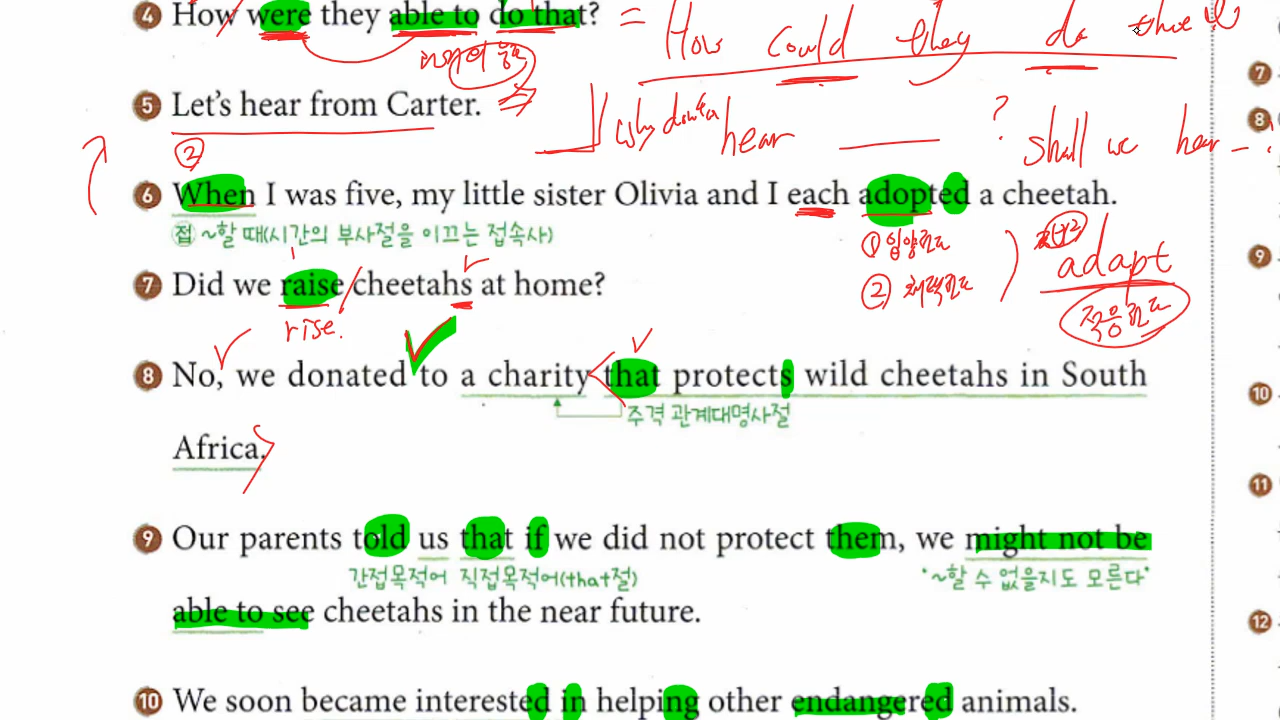 4 How were they able to do that? = How could they do
5 Let's hear from Carter. ⇒ why don't hear ? shall we hear - ?
②
6 When I was five, my little sister Olivia and I each adopted a cheetah.
접 ~할 때(시간의 부사절을 이끄는 접속사)
① 입양하다
② 채택하다
adapt
적응하다
7 Did we raise cheetahs at home?
rise.
8 No, we donated to a charity that protects wild cheetahs in South
주격 관계대명사절
Africa.
9 Our parents told us that if we did not protect them, we might not be
간접목적어 직접목적어(that절) '~할 수 없을지도 모른다'
able to see cheetahs in the near future.
10 We soon became interested in helping other endangered animals.
7
8
9
10
11
12